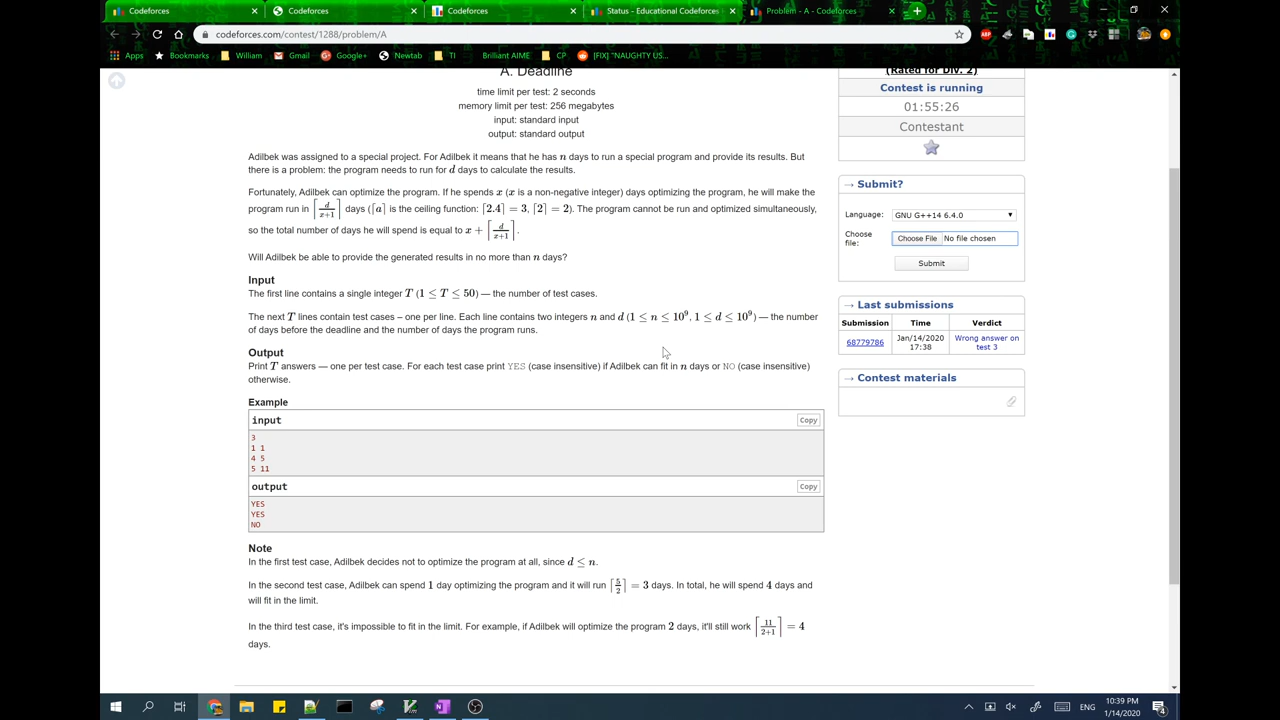 Codeforces
Codeforces
Codeforces
Status - Educational Codeforces
Problem - A - Codeforces
codeforces.com/contest/1288/problem/A
Apps
Bookmarks
William
Gmail
Google+
Newtab
TI
Brilliant AIME
CP
[FIX] "NAUGHTY US...
A. Deadline
time limit per test: 2 seconds
memory limit per test: 256 megabytes
input: standard input
output: standard output
Adilbek was assigned to a special project. For Adilbek it means that he has n days to run a special program and provide its results. But
there is a problem: the program needs to run for d days to calculate the results.
Fortunately, Adilbek can optimize the program. If he spends x (x is a non-negative integer) days optimizing the program, he will make the
program run in ⌈d/(x+1)⌉ days (⌈a⌉ is the ceiling function: ⌈2.4⌉ = 3, ⌈2⌉ = 2). The program cannot be run and optimized simultaneously,
so the total number of days he will spend is equal to x + ⌈d/(x+1)⌉.
Will Adilbek be able to provide the generated results in no more than n days?
Input
The first line contains a single integer T (1 ≤ T ≤ 50) — the number of test cases.
The next T lines contain test cases – one per line. Each line contains two integers n and d (1 ≤ n ≤ 10⁹, 1 ≤ d ≤ 10⁹) — the number
of days before the deadline and the number of days the program runs.
Output
Print T answers — one per test case. For each test case print YES (case insensitive) if Adilbek can fit in n days or NO (case insensitive)
otherwise.
Example
input
Copy
3
1 1
4 5
5 11
output
Copy
YES
YES
NO
Note
In the first test case, Adilbek decides not to optimize the program at all, since d ≤ n.
In the second test case, Adilbek can spend 1 day optimizing the program and it will run ⌈5/2⌉ = 3 days. In total, he will spend 4 days and
will fit in the limit.
In the third test case, it's impossible to fit in the limit. For example, if Adilbek will optimize the program 2 days, it'll still work ⌈11/(2+1)⌉ = 4
days.
(Rated for Div. 2)
Contest is running
01:55:26
Contestant
→ Submit?
Language:
GNU G++14 6.4.0
Choose
file:
Choose File
No file chosen
Submit
→ Last submissions
Submission Time Verdict
68779786 Jan/14/2020 17:38 Wrong answer on test 3
→ Contest materials
ENG
10:39 PM
1/14/2020